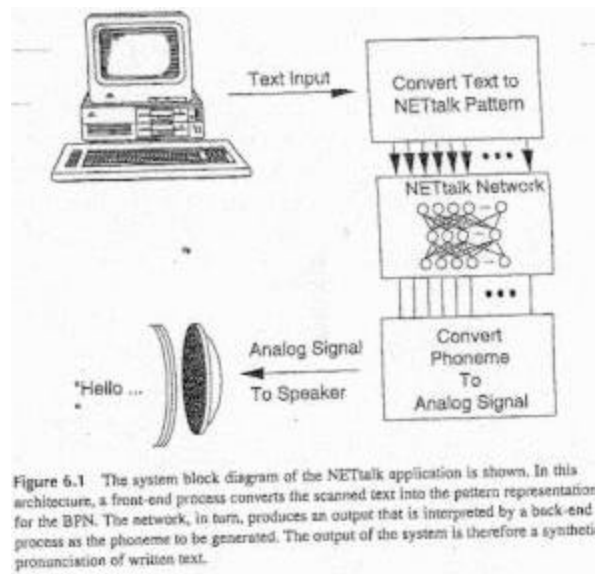 Text Input
Convert Text to
NETtalk Pattern
NETtalk Network
Convert
Phoneme
To
Analog Signal
Analog Signal
To Speaker
"Hello ...
"
Figure 6.1 The system block diagram of the NETtalk application is shown. In this
architecture, a front-end process converts the scanned text into the pattern representation
for the BPN. The network, in turn, produces an output that is interpreted by a back-end
process as the phoneme to be generated. The output of the system is therefore a syntheti
pronunciation of written text.